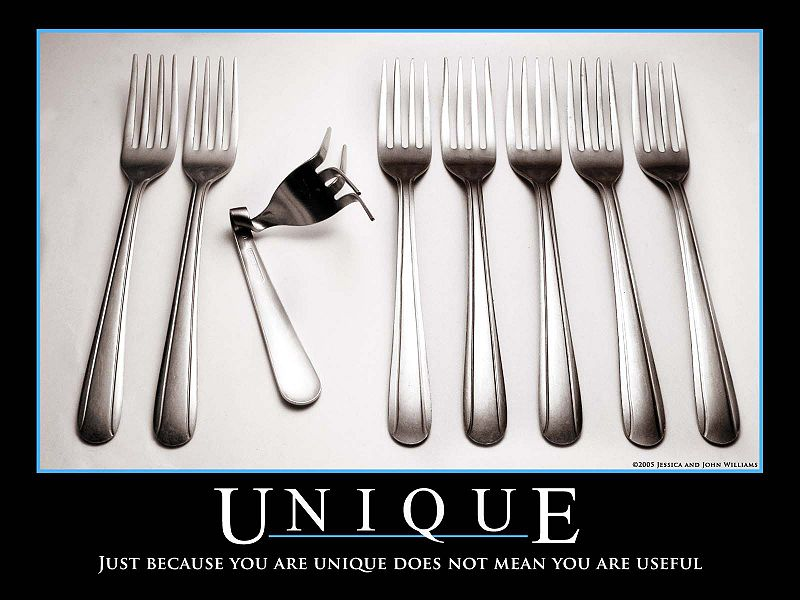 ©2005 Jessica and John Williams
UNIQUE
Just because you are unique does not mean you are useful